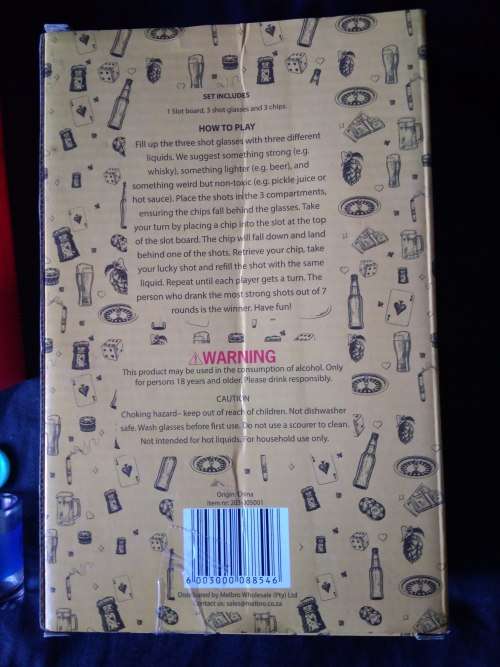 SET INCLUDES
1 Slot board, 3 shot glasses and 3 chips.
HOW TO PLAY
Fill up the three shot glasses with three different
liquids. We suggest something strong (e.g.
whisky), something lighter (e.g. beer), and
something weird but non-toxic (e.g. pickle juice or
hot sauce). Place the shots in the 3 compartments,
ensuring the chips fall behind the glasses. Take
your turn by placing a chip into the slot at the top
of the slot board. The chip will fall down and land
behind one of the shots. Retrieve your chip, take
your lucky shot and refill the shot with the same
liquid. Repeat until each player gets a turn. The
person who drank the most strong shots out of 7
rounds is the winner. Have fun!
WARNING
This product may be used in the consumption of alcohol. Only
for persons 18 years and older. Please drink responsibly.
CAUTION
Choking hazard– keep out of reach of children. Not dishwasher
safe. Wash glasses before first use. Do not use a scourer to clean.
Not intended for hot liquids. For household use only.
Origin: China
Item nr: 203-305001
6 003000 088546
Distributed by Melbro Wholesale (Pty) Ltd
Contact us: sales@melbro.co.za